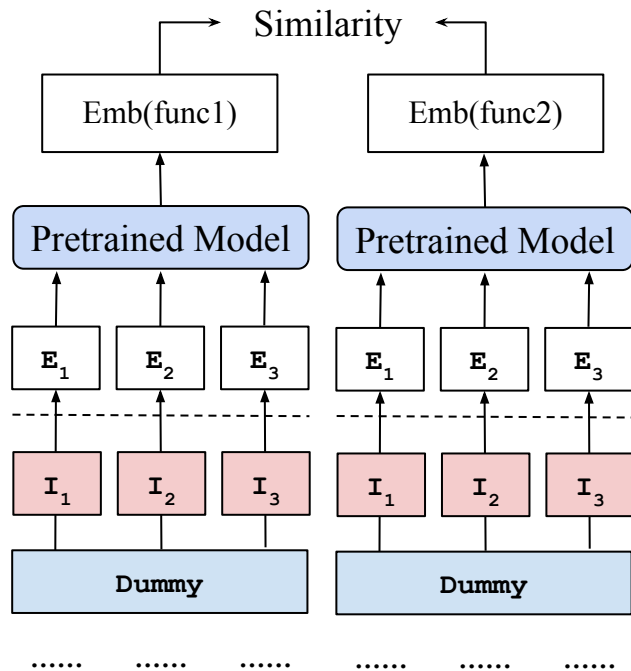 Similarity
Emb(func1) Emb(func2)
Pretrained Model Pretrained Model
E1 E2 E3 E1 E2 E3
I1 I2 I3 I1 I2 I3
Dummy Dummy
...... ...... ...... ...... ...... ......